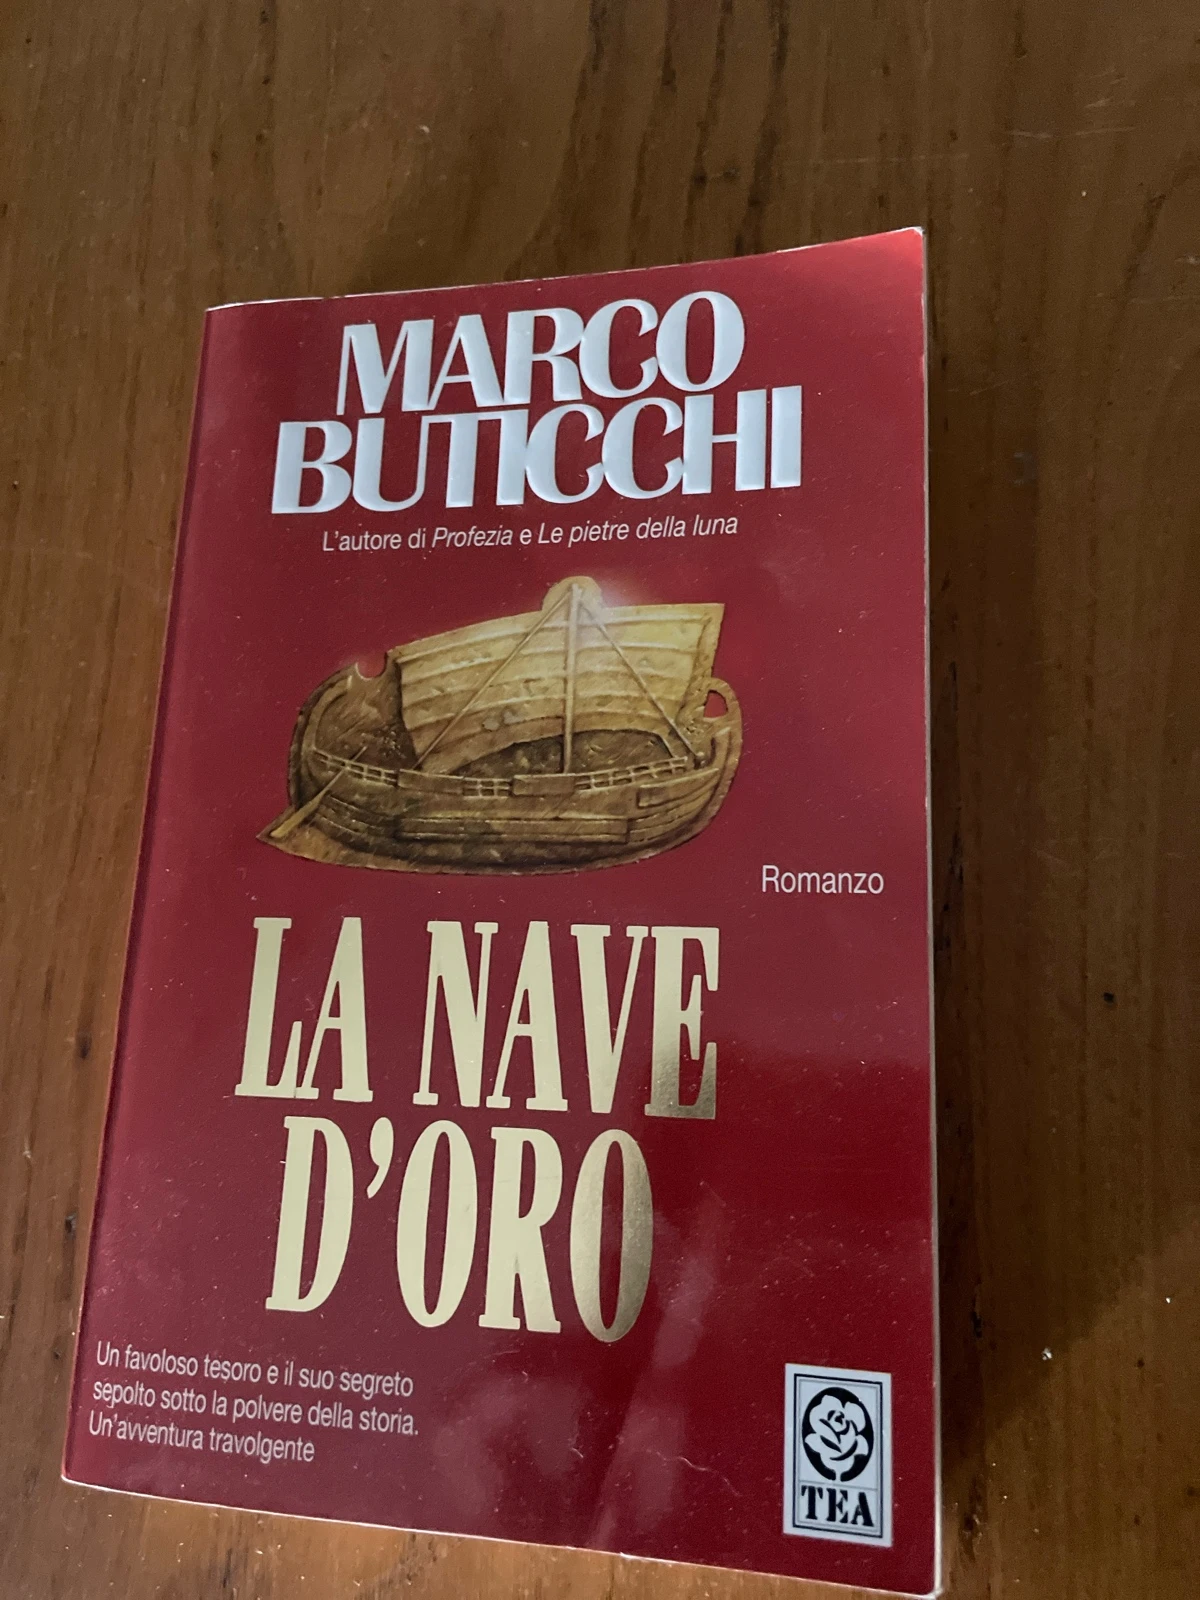 MARCO
BUTICCHI
L'autore di Profezia e Le pietre della luna
Romanzo
LA NAVE
D'ORO
Un favoloso tesoro e il suo segreto
sepolto sotto la polvere della storia.
Un'avventura travolgente
TEA